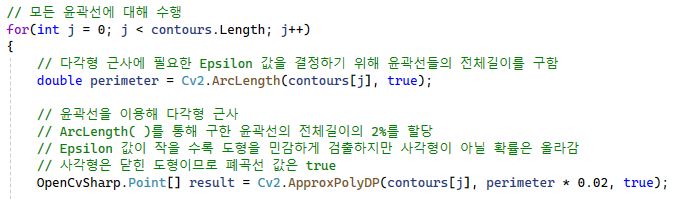 // 모든 윤곽선에 대해 수행
for(int j = 0; j < contours.Length; j++)
{
// 다각형 근사에 필요한 Epsilon 값을 결정하기 위해 윤곽선들의 전체길이를 구함
double perimeter = Cv2.ArcLength(contours[j], true);
// 윤곽선을 이용해 다각형 근사
// ArcLength( )를 통해 구한 윤곽선의 전체길이의 2%를 할당
// Epsilon 값이 작을 수록 도형을 민감하게 검출하지만 사각형이 아닐 확률은 올라감
// 사각형은 닫힌 도형이므로 폐곡선 값은 true
OpenCvSharp.Point[] result = Cv2.ApproxPolyDP(contours[j], perimeter * 0.02, true);